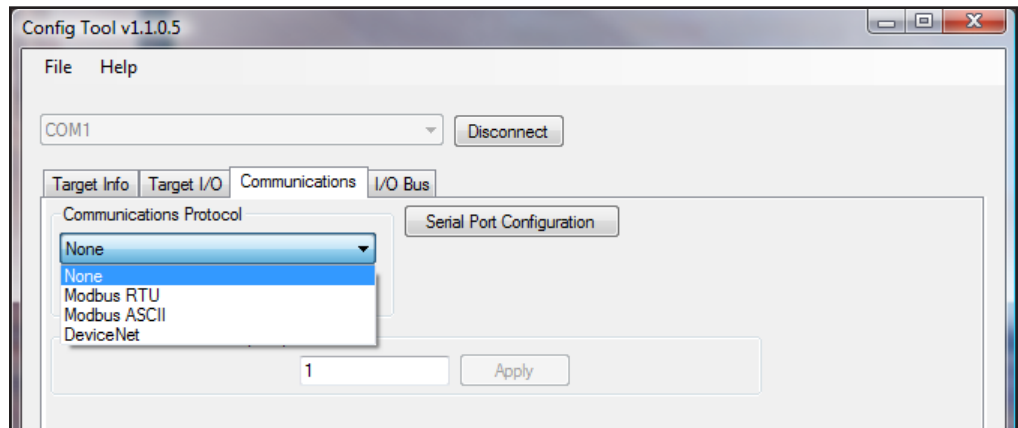 Config Tool v1.1.0.5
File Help
COM1 Disconnect
Target Info Target I/O Communications I/O Bus
Communications Protocol
Serial Port Configuration
None
None
Modbus RTU
Modbus ASCII
DeviceNet
1 Apply